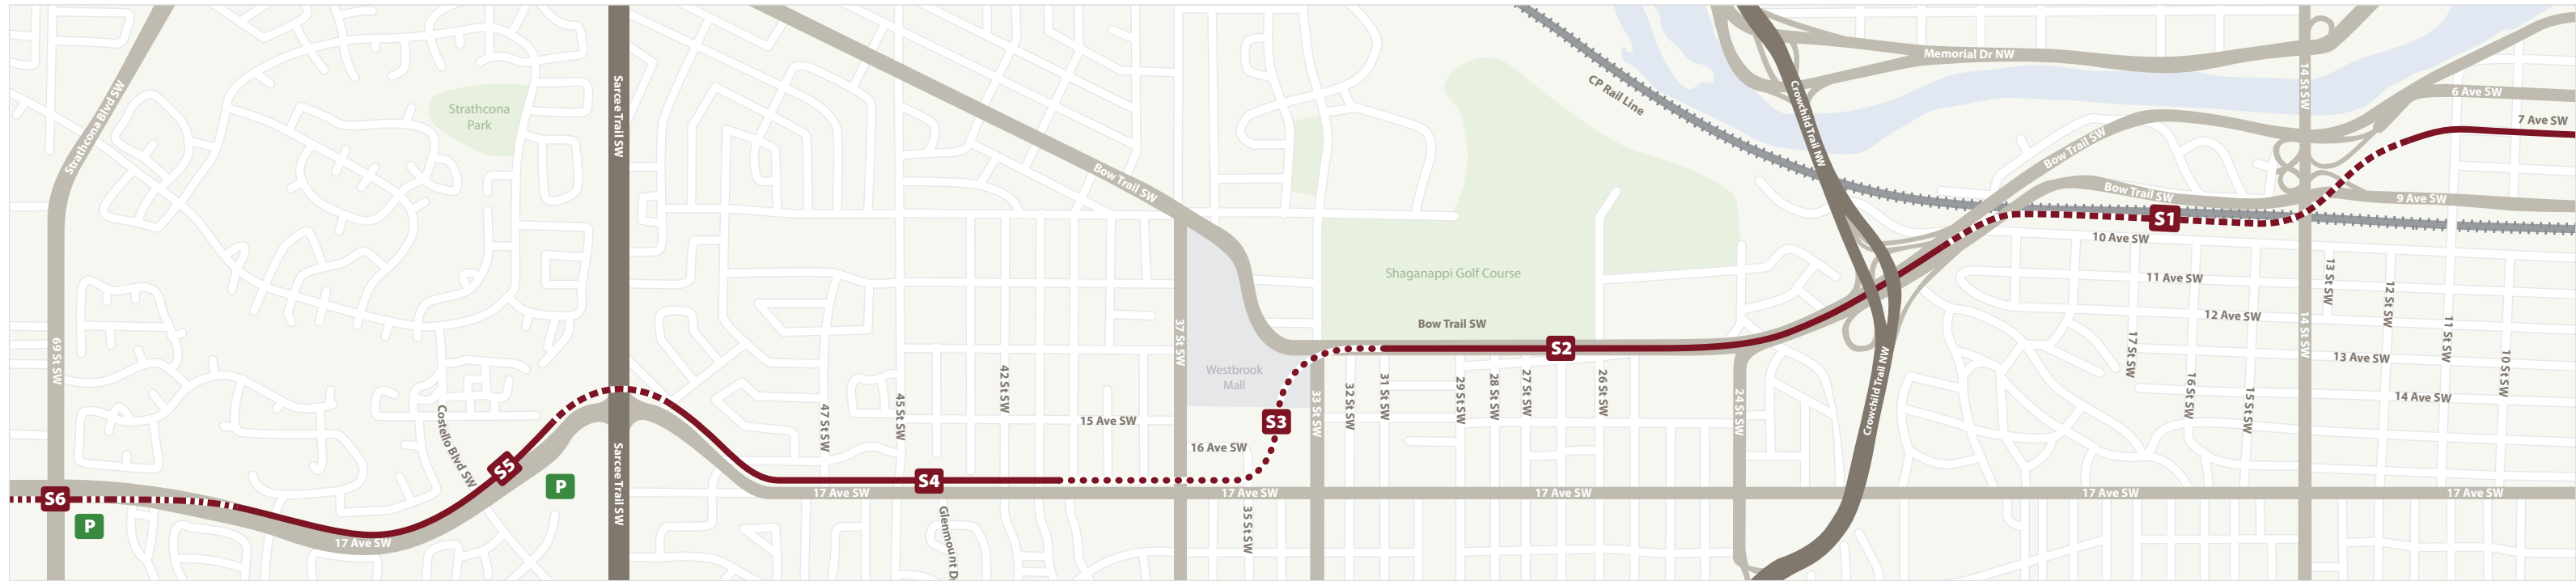 Strathcona Blvd SW
Strathcona
Park
Sarcee Trail SW
Bow Trail SW
CP Rail Line
Crowchild Trail NW
Memorial Dr NW
14 St SW
6 Ave SW
7 Ave SW
Bow Trail SW
Bow Trail SW
9 Ave SW
S1
10 Ave SW
11 Ave SW
12 Ave SW
13 Ave SW
14 Ave SW
13 St SW
12 St SW
11 St SW
10 St SW
14 St SW
17 St SW
16 St SW
15 St SW
Shaganappi Golf Course
Bow Trail SW
S2
37 St SW
Westbrook
Mall
33 St SW
32 St SW
31 St SW
29 St SW
28 St SW
27 St SW
26 St SW
24 St SW
Crowchild Trail NW
69 St SW
Costello Blvd SW
47 St SW
45 St SW
42 St SW
15 Ave SW
16 Ave SW
S3
S4
S5
S6
P
P
Sarcee Trail SW
17 Ave SW
17 Ave SW
17 Ave SW
17 Ave SW
17 Ave SW
17 Ave SW
35 St SW
Glenmount D